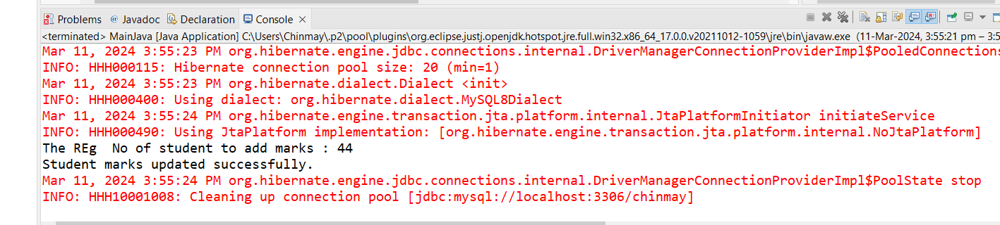 Problems @ Javadoc Declaration Console
<terminated> MainJava [Java Application] C:\Users\Chinmay\.p2\pool\plugins\org.eclipse.justj.openjdk.hotspot.jre.full.win32.x86_64_17.0.0.v20211012-1059\jre\bin\javaw.exe (11-Mar-2024, 3:55:21 pm – 3:5
Mar 11, 2024 3:55:23 PM org.hibernate.engine.jdbc.connections.internal.DriverManagerConnectionProviderImpl$PooledConnections
INFO: HHH000115: Hibernate connection pool size: 20 (min=1)
Mar 11, 2024 3:55:23 PM org.hibernate.dialect.Dialect <init>
INFO: HHH000400: Using dialect: org.hibernate.dialect.MySQL8Dialect
Mar 11, 2024 3:55:24 PM org.hibernate.engine.transaction.jta.platform.internal.JtaPlatformInitiator initiateService
INFO: HHH000490: Using JtaPlatform implementation: [org.hibernate.engine.transaction.jta.platform.internal.NoJtaPlatform]
The REg  No of student to add marks : 44
Student marks updated successfully.
Mar 11, 2024 3:55:24 PM org.hibernate.engine.jdbc.connections.internal.DriverManagerConnectionProviderImpl$PoolState stop
INFO: HHH10001008: Cleaning up connection pool [jdbc:mysql://localhost:3306/chinmay]